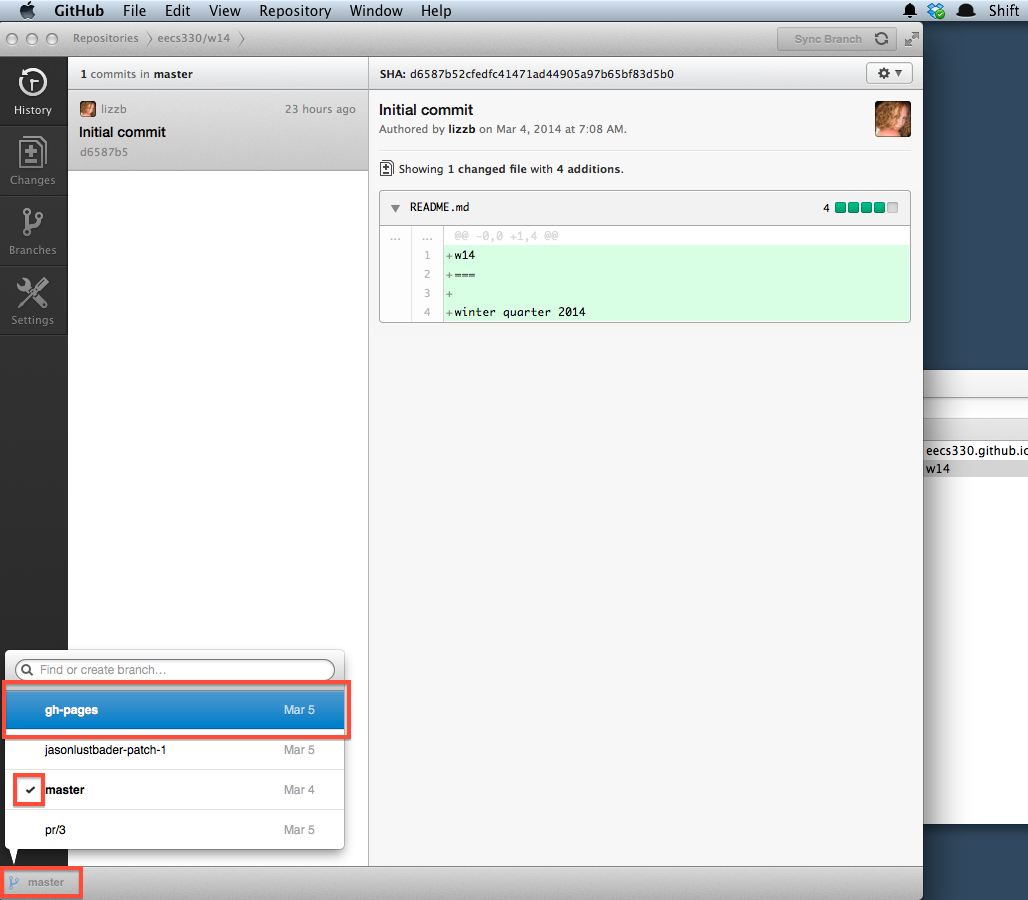 GitHub File Edit View Repository Window Help Shift
Repositories eecs330/w14 Sync Branch
1 commits in master
SHA: d6587b52cfedfc41471ad44905a97b65bf83d5b0
History
lizzb 23 hours ago
Initial commit
d6587b5
Initial commit
Authored by lizzb on Mar 4, 2014 at 7:08 AM.
Changes
Showing 1 changed file with 4 additions.
Branches
README.md 4
... ... @@ -0,0 +1,4 @@
1 +w14
2 +===
3 +
4 +winter quarter 2014
Settings
eecs330.github.io
w14
Find or create branch...
gh-pages Mar 5
jasonlustbader-patch-1 Mar 5
master Mar 4
pr/3 Mar 5
master